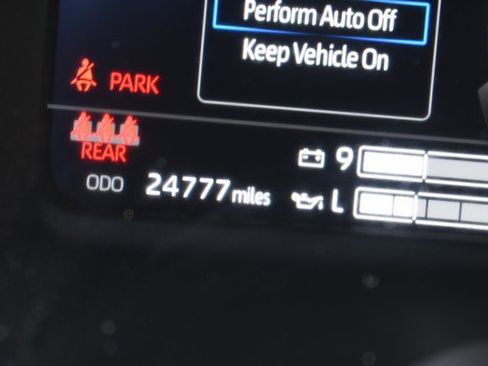 Perform Auto Off
Keep Vehicle On
PARK
REAR
9
ODO 24777 miles
L